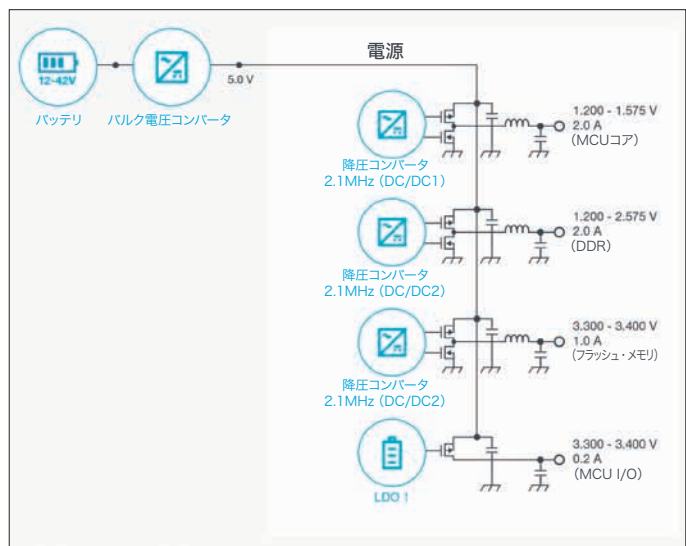 電源
12-42V
バッテリ
バルク電圧コンバータ
5.0 V
降圧コンバータ
2.1MHz (DC/DC1)
1.200 - 1.575 V
2.0 A
(MCUコア)
降圧コンバータ
2.1MHz (DC/DC2)
1.200 - 2.575 V
2.0 A
(DDR)
降圧コンバータ
2.1MHz (DC/DC2)
3.300 - 3.400 V
1.0 A
(フラッシュ・メモリ)
LDO 1
3.300 - 3.400 V
0.2 A
(MCU I/O)